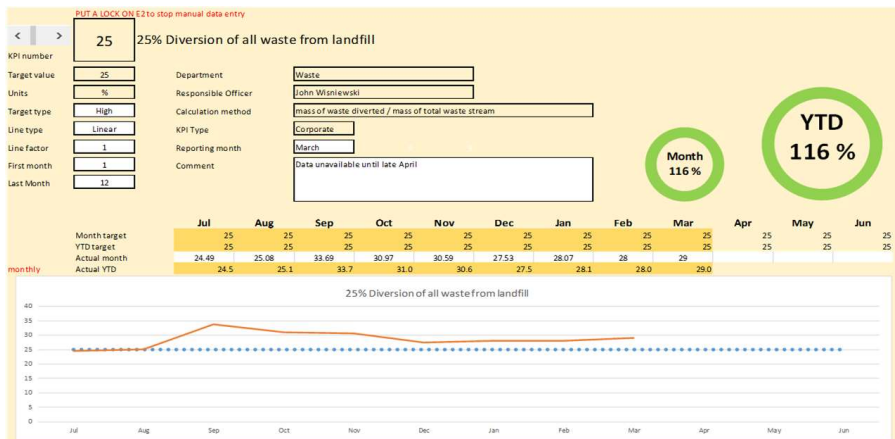 PUT A LOCK ON E2 to stop manual data entry
25 25% Diversion of all waste from landfill
KPI number
Target value 25 Department Waste
Units % Responsible Officer John Wisniewski
Target type High Calculation method mass of waste diverted / mass of total waste stream
Line type Linear KPI Type Corporate
Line factor 1 Reporting month March
First month 1 Comment Data unavailable until late April
Last Month 12
Month
116 %
YTD
116 %
Jul Aug Sep Oct Nov Dec Jan Feb Mar Apr May Jun
Month target 25 25 25 25 25 25 25 25 25 25 25 25
YTD target 25 25 25 25 25 25 25 25 25 25 25 25
Actual month 24.49 25.08 33.69 30.97 30.59 27.53 28.07 28 29
monthly Actual YTD 24.5 25.1 33.7 31.0 30.6 27.5 28.1 28.0 29.0
25% Diversion of all waste from landfill
40
35
30
25
20
15
10
5
0
Jul Aug Sep Oct Nov Dec Jan Feb Mar Apr May Jun